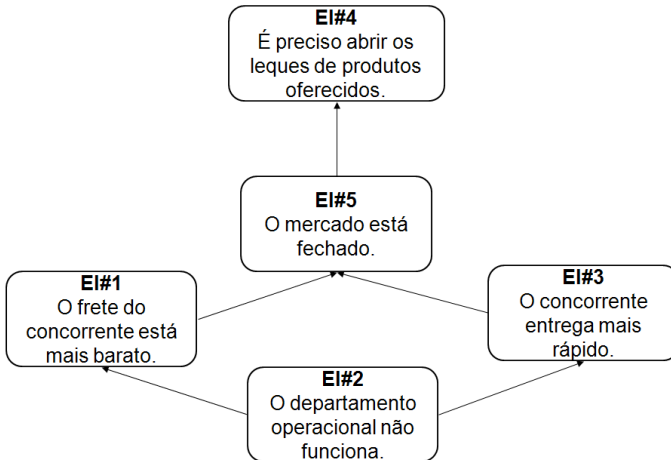 EI#4
É preciso abrir os
leques de produtos
oferecidos.
EI#5
O mercado está
fechado.
EI#1
O frete do
concorrente está
mais barato.
EI#3
O concorrente
entrega mais
rápido.
EI#2
O departamento
operacional não
funciona.